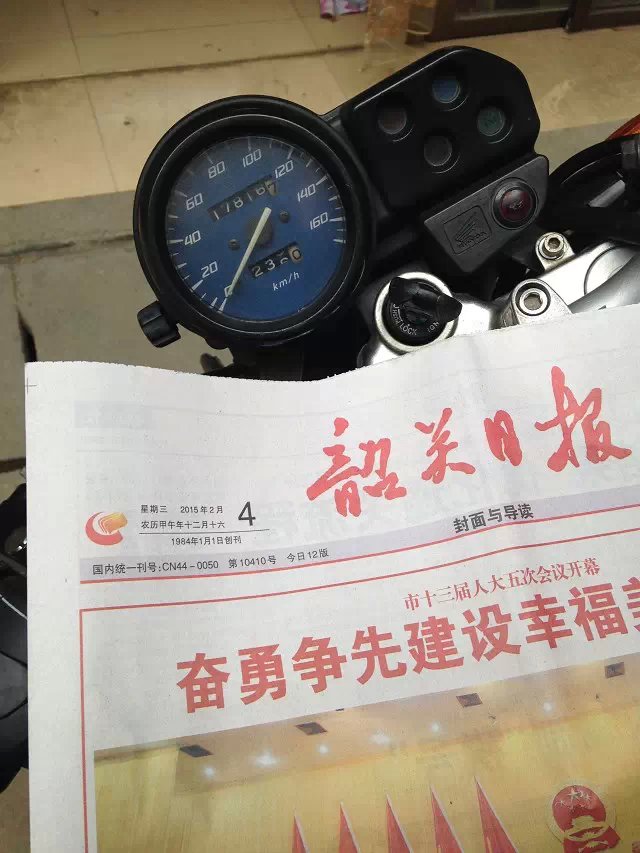 20
40
60
80
100
120
140
160
km/h
LOCK
韶关日报
星期三 2015年2月 4
农历甲午年十二月十六
1984年1月1日创刊
封面与导读
国内统一刊号:CN44-0050 第10410号 今日12版
市十三届人大五次会议开幕
奋勇争先建设幸福